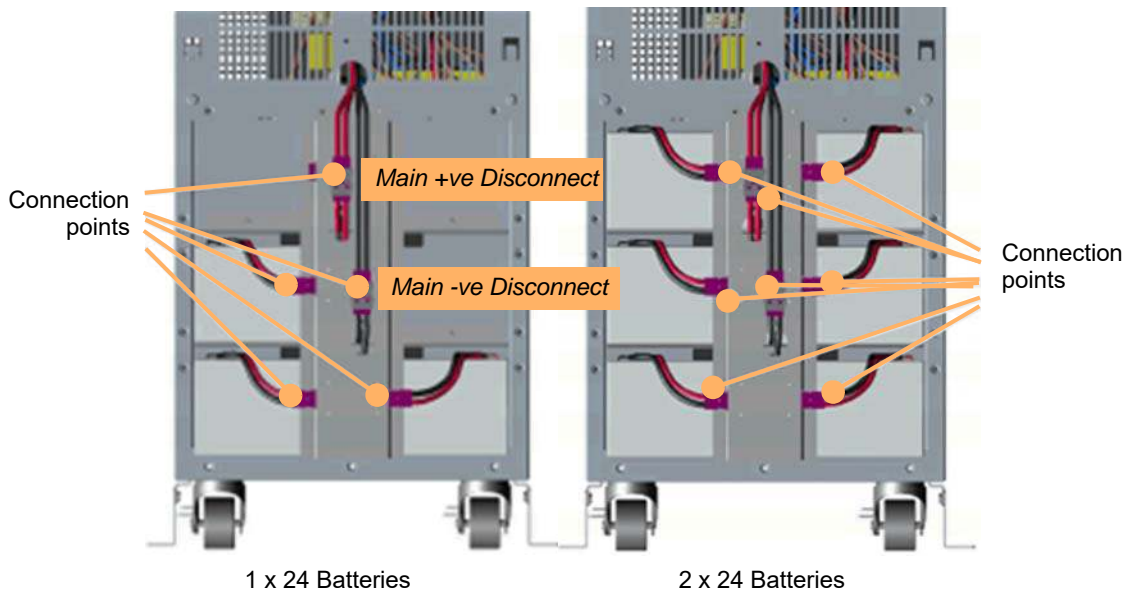 Main +ve Disconnect
Connection
points
Main -ve Disconnect
Connection
points
1 x 24 Batteries
2 x 24 Batteries